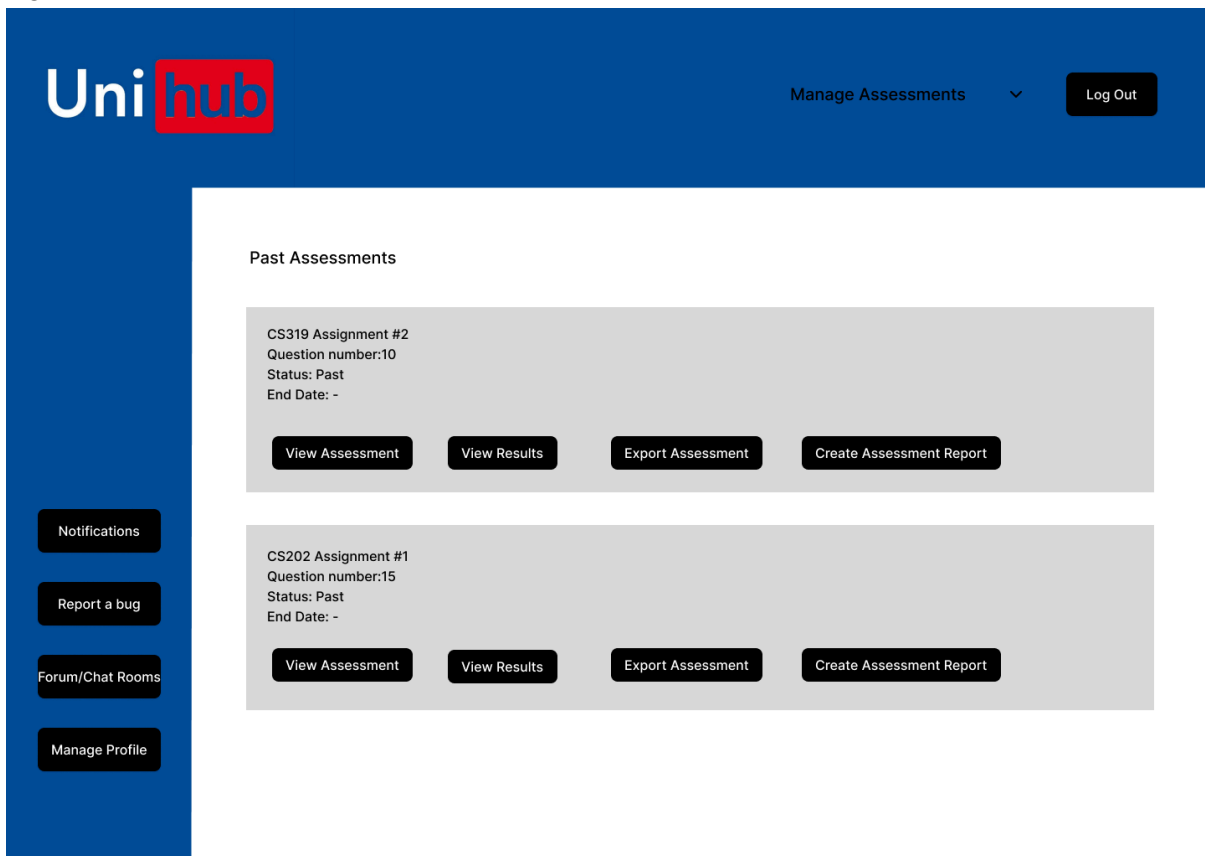 Uni hub
Manage Assessments
Log Out
Past Assessments
CS319 Assignment #2
Question number:10
Status: Past
End Date: -
View Assessment View Results Export Assessment Create Assessment Report
Notifications
CS202 Assignment #1
Question number:15
Status: Past
End Date: -
Report a bug
View Assessment View Results Export Assessment Create Assessment Report
Forum/Chat Rooms
Manage Profile